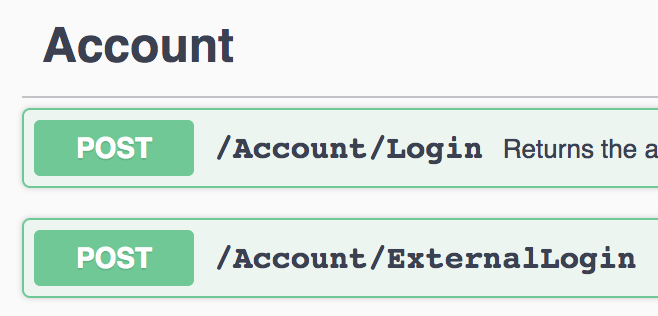 Account
POST /Account/Login Returns the a
POST /Account/ExternalLogin